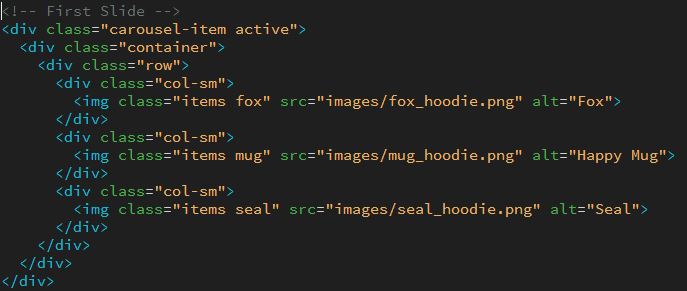 <!-- First Slide -->
<div class="carousel-item active">
  <div class="container">
    <div class="row">
      <div class="col-sm">
        <img class="items fox" src="images/fox_hoodie.png" alt="Fox">
      </div>
      <div class="col-sm">
        <img class="items mug" src="images/mug_hoodie.png" alt="Happy Mug">
      </div>
      <div class="col-sm">
        <img class="items seal" src="images/seal_hoodie.png" alt="Seal">
      </div>
    </div>
  </div>
</div>